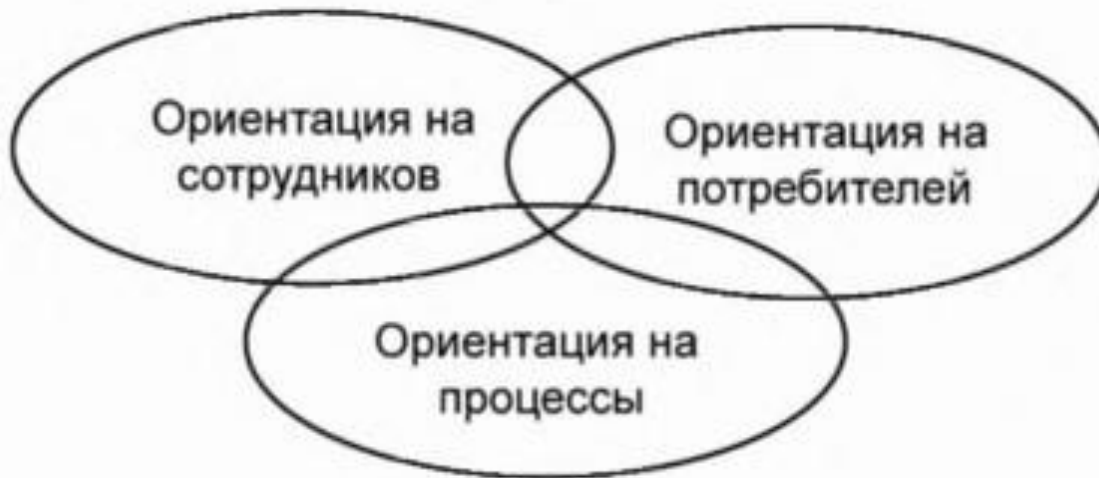 Ориентация на
сотрудников
Ориентация на
потребителей
Ориентация на
процессы